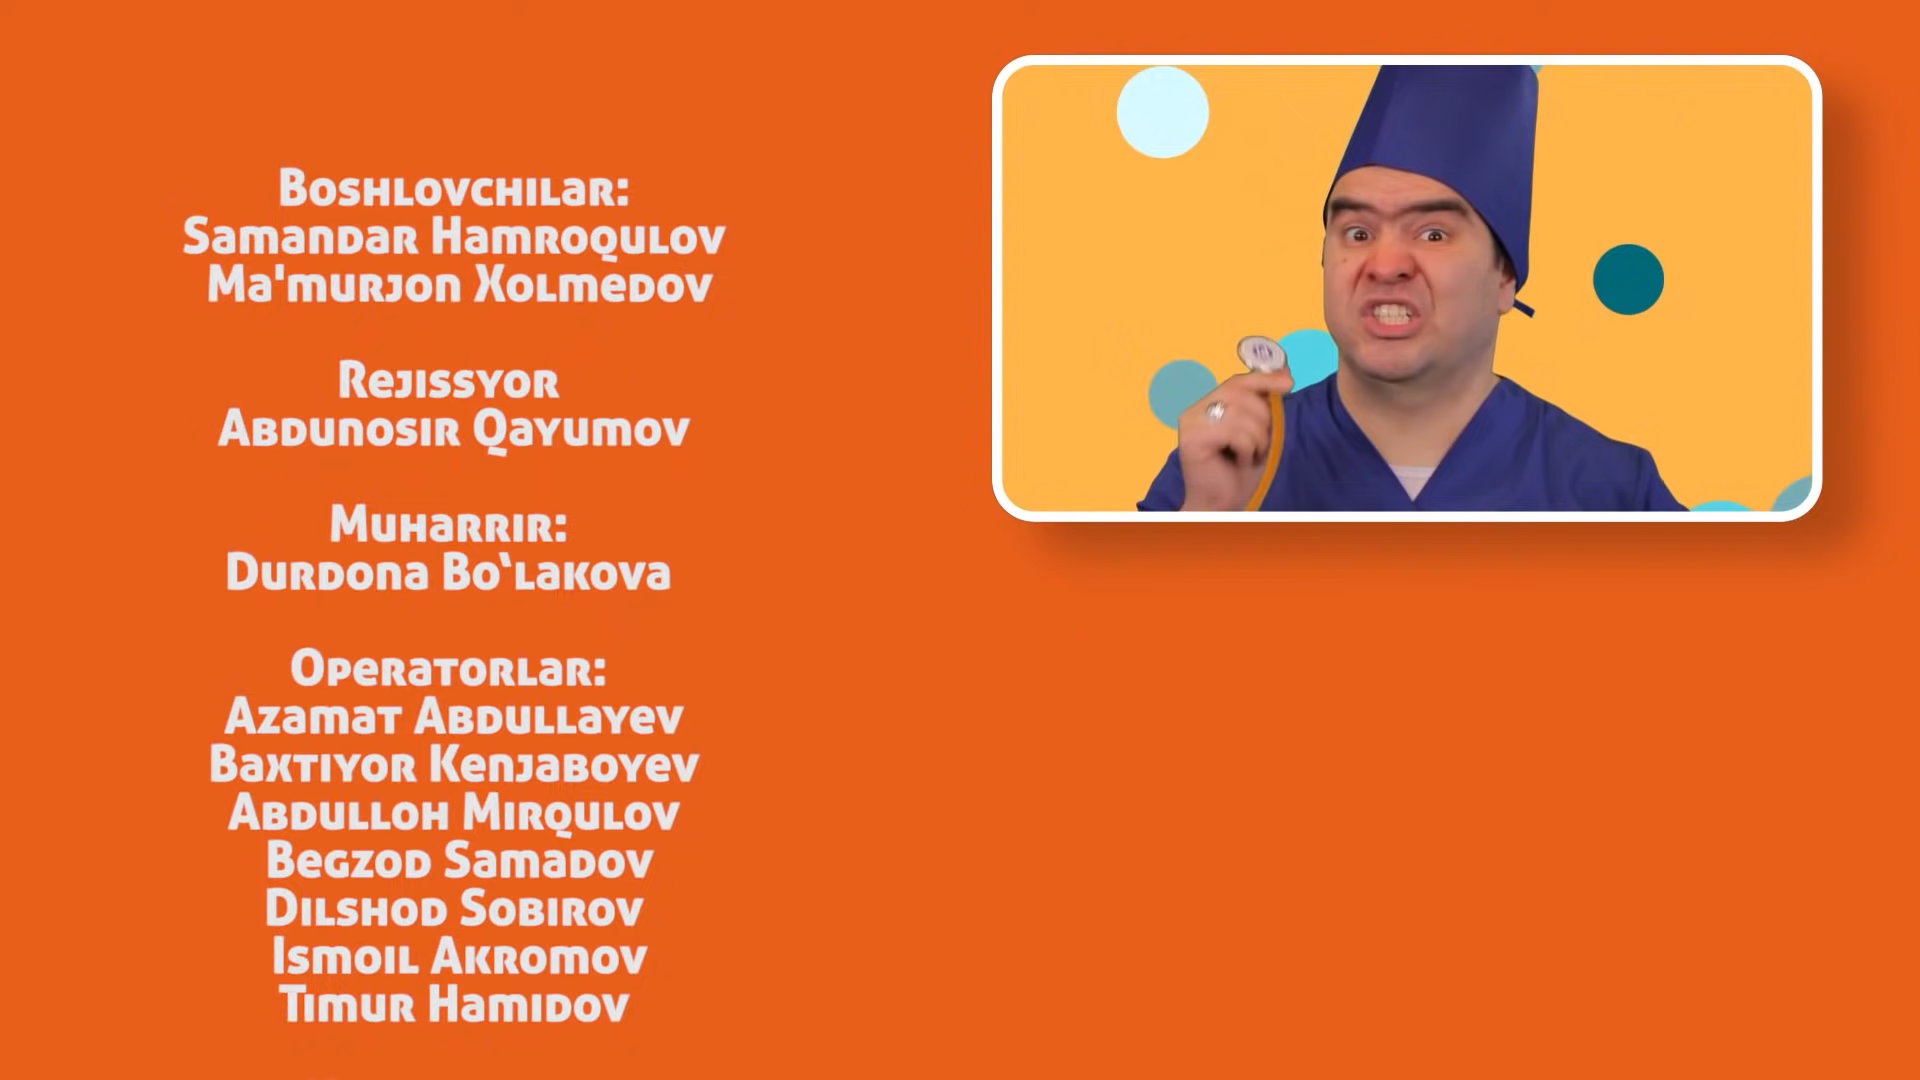 Boshlovchilar:
Samandar Hamroqulov
Ma'murjon Xolmedov
Rejissyor
Abdunosir Qayumov
Muharrir:
Durdona Bo‘lakova
Operatorlar:
Azamat Abdullayev
Baxtiyor Kenjaboyev
Abdulloh Mirqulov
Begzod Samadov
Dilshod Sobirov
Ismoil Akromov
Timur Hamidov